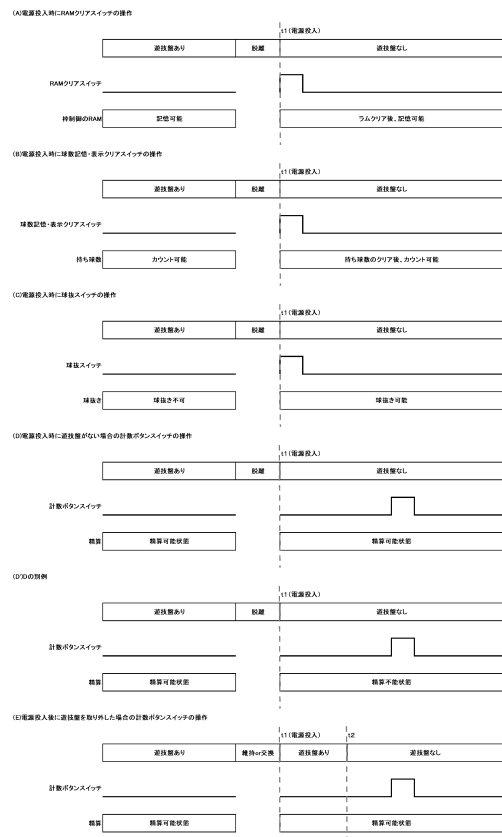 (A)電源投入時にRAMクリアスイッチの操作
t1(電源投入)
遊技盤あり 脱離 遊技盤なし
RAMクリアスイッチ
枠制御のRAM 記憶可能 ラムクリア後、記憶可能
(B)電源投入時に球数記憶・表示クリアスイッチの操作
t1(電源投入)
遊技盤あり 脱離 遊技盤なし
球数記憶・表示クリアスイッチ
持ち球数 カウント可能 持ち球数のクリア後、カウント可能
(C)電源投入時に球抜スイッチの操作
t1(電源投入)
遊技盤あり 脱離 遊技盤なし
球抜スイッチ
球抜き 球抜き不可 球抜き可能
(D)電源投入時に遊技盤がない場合の計数ボタンスイッチの操作
t1(電源投入)
遊技盤あり 脱離 遊技盤なし
計数ボタンスイッチ
精算 精算可能状態 精算可能状態
(D')Dの別例
t1(電源投入)
遊技盤あり 脱離 遊技盤なし
計数ボタンスイッチ
精算 精算可能状態 精算不能状態
(E)電源投入後に遊技盤を取り外した場合の計数ボタンスイッチの操作
t1(電源投入) t2
遊技盤あり 維持or交換 遊技盤あり 遊技盤なし
計数ボタンスイッチ
精算 精算可能状態 精算可能状態